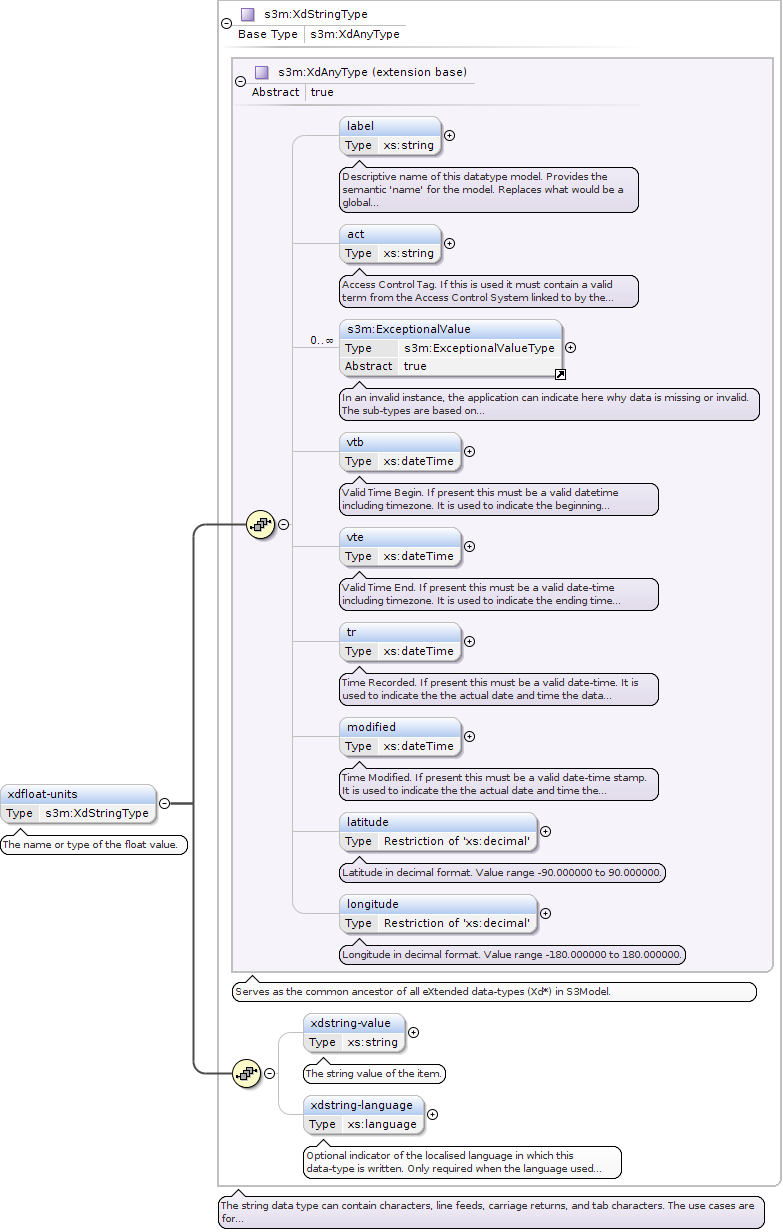 s3m:XdStringType
Base Type s3m:XdAnyType
s3m:XdAnyType (extension base)
Abstract true
label
Type xs:string
Descriptive name of this datatype model. Provides the
semantic 'name' for the model. Replaces what would be a
global...
act
Type xs:string
Access Control Tag. If this is used it must contain a valid
term from the Access Control System linked to by the...
0..∞
s3m:ExceptionalValue
Type s3m:ExceptionalValueType
Abstract true
In an invalid instance, the application can indicate here why data is missing or invalid.
The sub-types are based on...
vtb
Type xs:dateTime
Valid Time Begin. If present this must be a valid datetime
including timezone. It is used to indicate the beginning...
vte
Type xs:dateTime
Valid Time End. If present this must be a valid date-time
including timezone. It is used to indicate the ending time...
tr
Type xs:dateTime
Time Recorded. If present this must be a valid date-time. It is
used to indicate the the actual date and time the data...
modified
Type xs:dateTime
Time Modified. If present this must be a valid date-time stamp.
It is used to indicate the the actual date and time the...
xdfloat-units
Type s3m:XdStringType
The name or type of the float value.
latitude
Type Restriction of 'xs:decimal'
Latitude in decimal format. Value range -90.000000 to 90.000000.
longitude
Type Restriction of 'xs:decimal'
Longitude in decimal format. Value range -180.000000 to 180.000000.
Serves as the common ancestor of all eXtended data-types (Xd*) in S3Model.
xdstring-value
Type xs:string
The string value of the item.
xdstring-language
Type xs:language
Optional indicator of the localised language in which this
data-type is written. Only required when the language used...
The string data type can contain characters, line feeds, carriage returns, and tab characters. The use cases are
for...